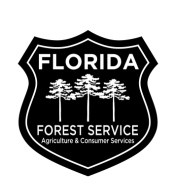 FLORIDA
FOREST SERVICE
Agriculture & Consumer Services